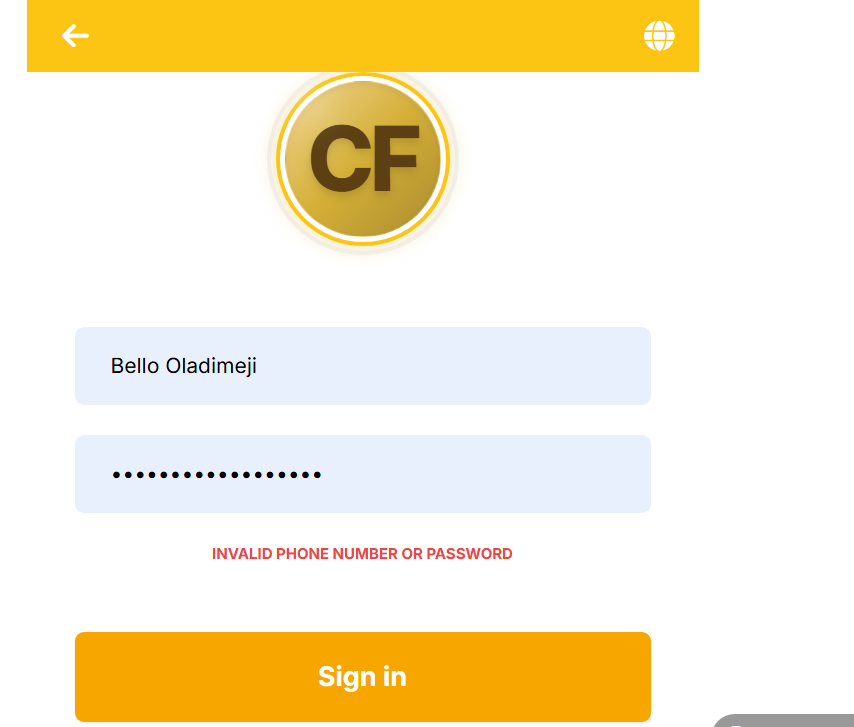 CF
Bello Oladimeji
••••••••••••••••••
INVALID PHONE NUMBER OR PASSWORD
Sign in